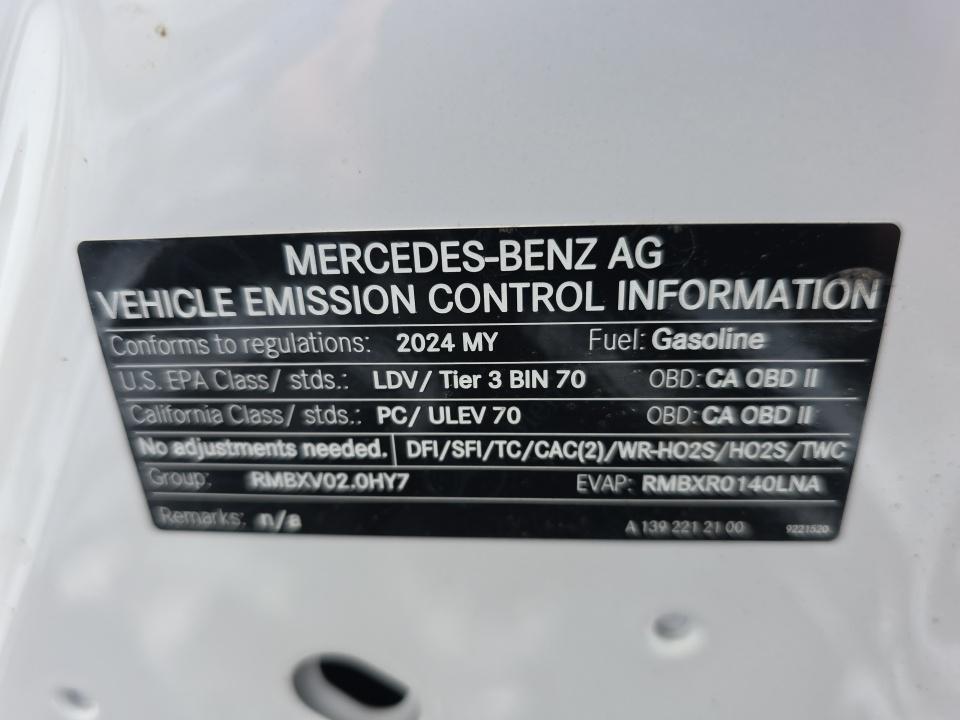 MERCEDES-BENZ AG
VEHICLE EMISSION CONTROL INFORMATION
Conforms to regulations: 2024 MY Fuel: Gasoline
U.S. EPA Class/ stds.: LDV/ Tier 3 BIN 70 OBD: CA OBD II
California Class/ stds.: PC/ ULEV 70 OBD: CA OBD II
No adjustments needed. DFI/SFI/TC/CAC(2)/WR-HO2S/HO2S/TWC
Group: RMBXV02.0HY7 EVAP: RMBXR0140LNA
Remarks: n/a A 139 221 21 00 9221520